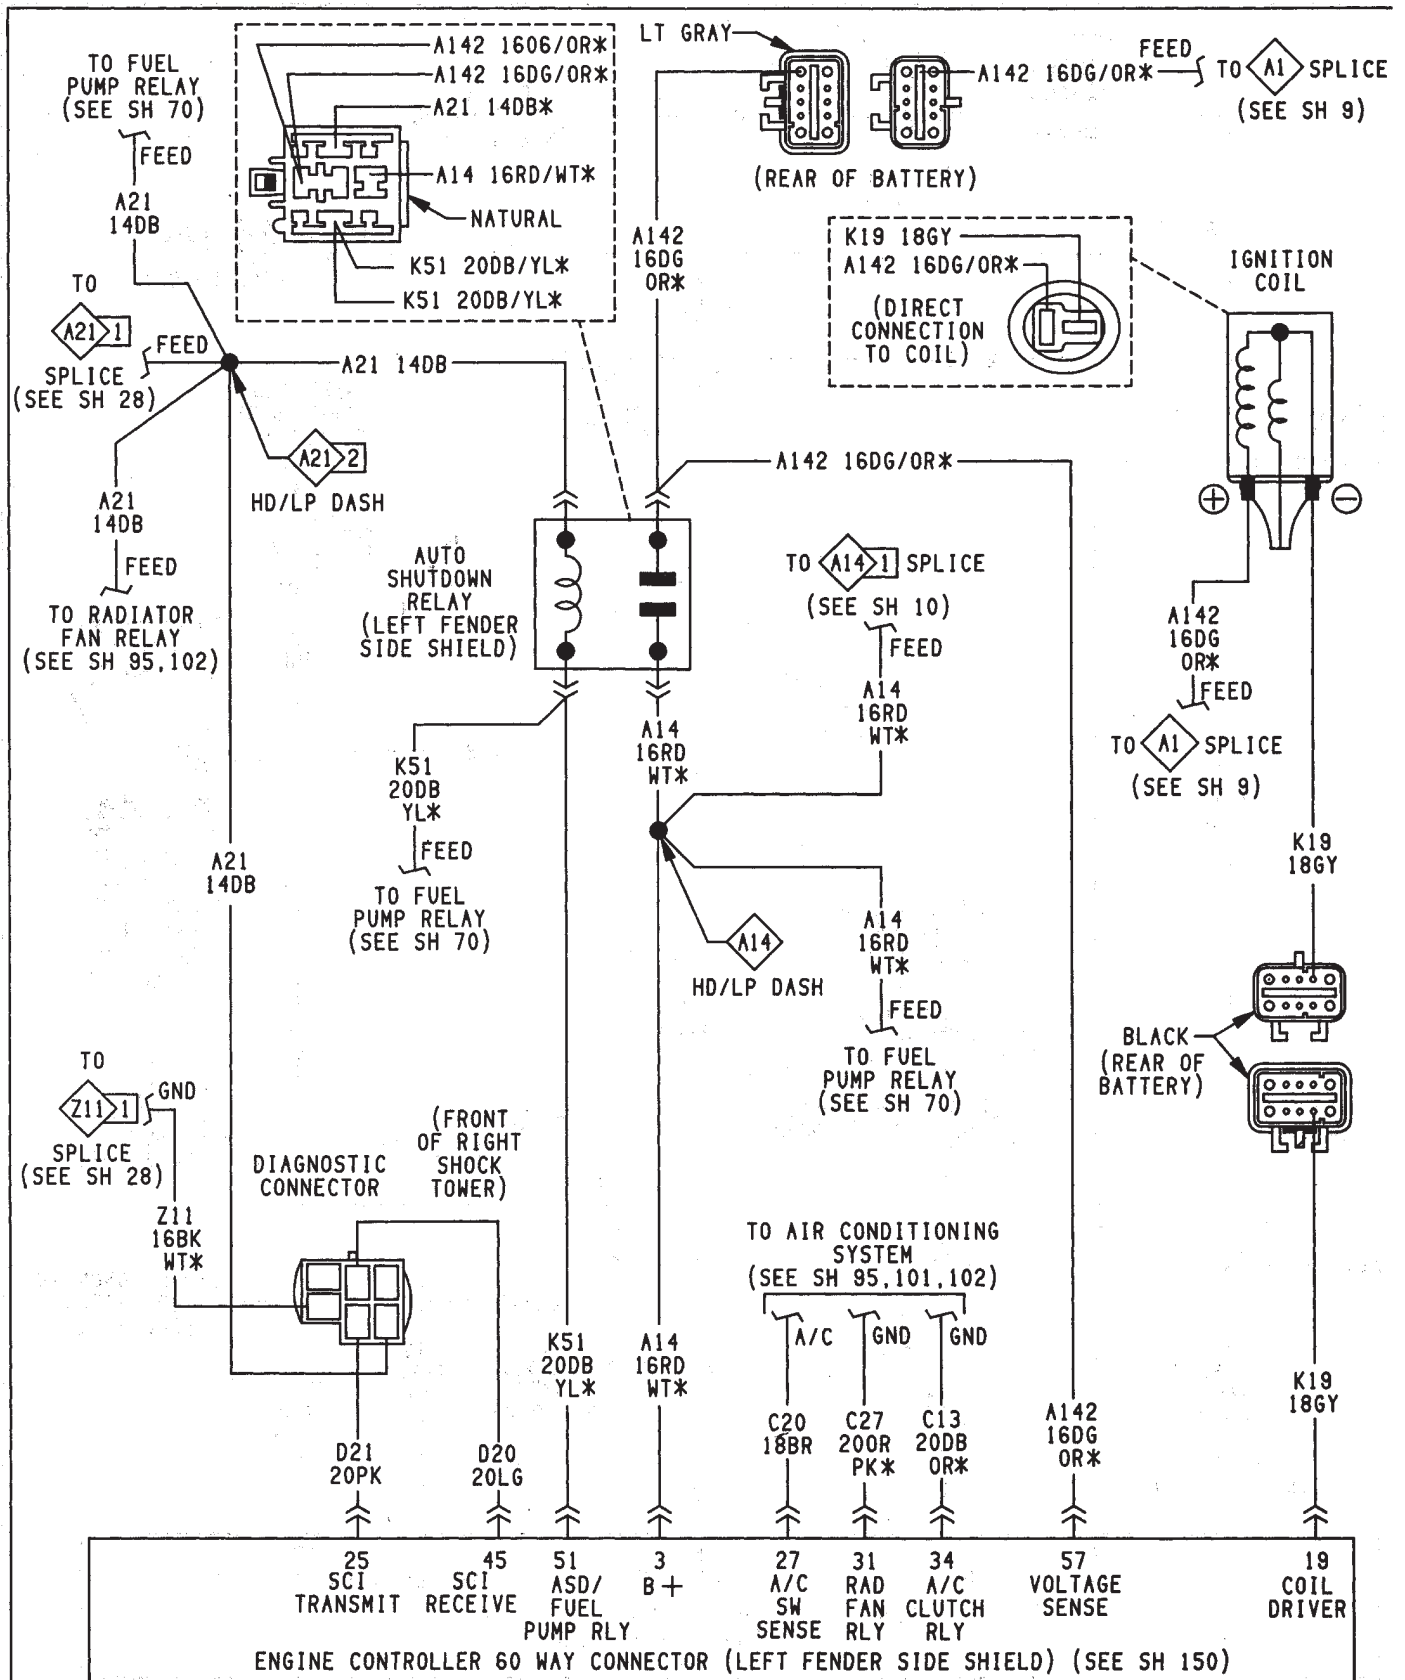 TO FUEL
PUMP RELAY
(SEE SH 70)
FEED
A21
14DB
A142 1606/OR*
A142 16DG/OR*
A21 14DB*
A14 16RD/WT*
NATURAL
K51 20DB/YL*
K51 20DB/YL*
LT GRAY
(REAR OF BATTERY)
A142 16DG/OR*
FEED
TO A1 SPLICE
(SEE SH 9)
A142
16DG
OR*
K19 18GY
A142 16DG/OR*
(DIRECT
CONNECTION
TO COIL)
IGNITION
COIL
+
-
TO
A21 1
FEED
SPLICE
(SEE SH 28)
A21 14DB
A21 2
HD/LP DASH
A21
14DB
FEED
TO RADIATOR
FAN RELAY
(SEE SH 95,102)
A142 16DG/OR*
AUTO
SHUTDOWN
RELAY
(LEFT FENDER
SIDE SHIELD)
TO A14 1 SPLICE
(SEE SH 10)
FEED
A14
16RD
WT*
A142
16DG
OR*
FEED
TO A1 SPLICE
(SEE SH 9)
A14
16RD
WT*
K51
20DB
YL*
FEED
TO FUEL
PUMP RELAY
(SEE SH 70)
A21
14DB
K19
18GY
A14
HD/LP DASH
A14
16RD
WT*
FEED
TO FUEL
PUMP RELAY
(SEE SH 70)
BLACK
(REAR OF
BATTERY)
TO
Z11 1
GND
SPLICE
(SEE SH 28)
Z11
16BK
WT*
DIAGNOSTIC
CONNECTOR
(FRONT
OF RIGHT
SHOCK
TOWER)
TO AIR CONDITIONING
SYSTEM
(SEE SH 95,101,102)
A/C
GND
GND
K51
20DB
YL*
A14
16RD
WT*
K19
18GY
D21
20PK
D20
20LG
C20
18BR
C27
20OR
PK*
C13
20DB
OR*
A142
16DG
OR*
25
SCI
TRANSMIT
45
SCI
RECEIVE
51
ASD/
FUEL
PUMP RLY
3
B+
27
A/C
SW
SENSE
31
RAD
FAN
RLY
34
A/C
CLUTCH
RLY
57
VOLTAGE
SENSE
19
COIL
DRIVER
ENGINE CONTROLLER 60 WAY CONNECTOR (LEFT FENDER SIDE SHIELD) (SEE SH 150)